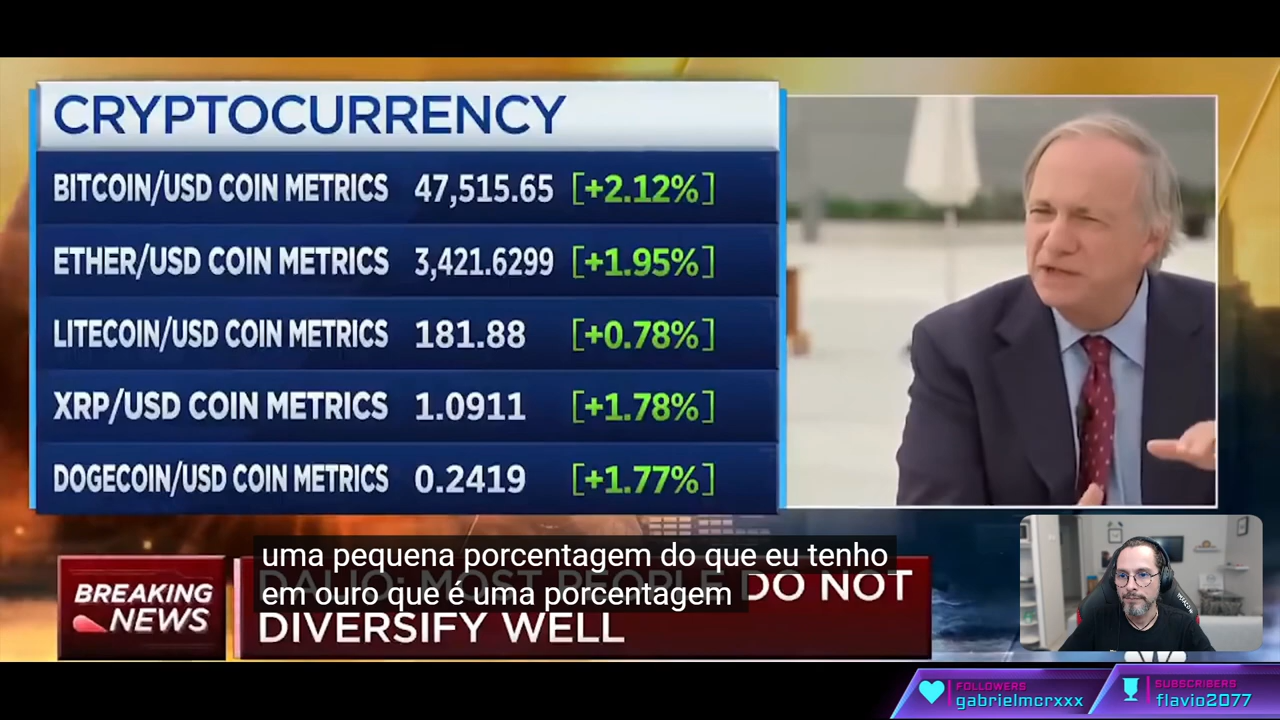 CRYPTOCURRENCY
BITCOIN/USD COIN METRICS 47,515.65 [+2.12%]
ETHER/USD COIN METRICS 3,421.6299 [+1.95%]
LITECOIN/USD COIN METRICS 181.88 [+0.78%]
XRP/USD COIN METRICS 1.0911 [+1.78%]
DOGECOIN/USD COIN METRICS 0.2419 [+1.77%]
uma pequena porcentagem do que eu tenho
em ouro que é uma porcentagem
BREAKING
NEWS
DALIO: MOST PEOPLE DO NOT
DIVERSIFY WELL
FOLLOWERS
gabrielmcrxxx
SUBSCRIBERS
flavio2077